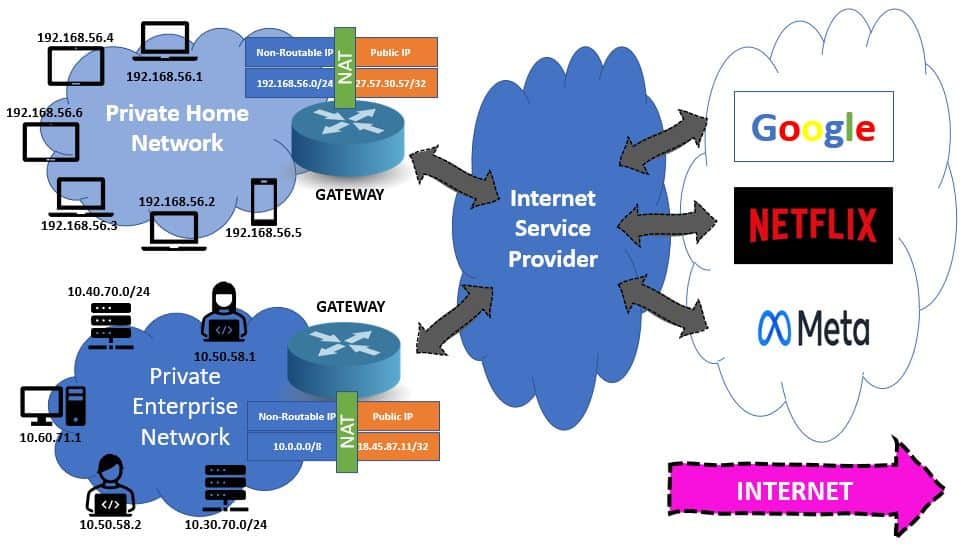 192.168.56.4
192.168.56.1
192.168.56.6
Private Home
Network
192.168.56.3
192.168.56.2
192.168.56.5
Non-Routable IP
NAT
Public IP
192.168.56.0/24
27.57.30.57/32
GATEWAY
10.40.70.0/24
10.50.58.1
Private
Enterprise
Network
10.60.71.1
10.50.58.2
10.30.70.0/24
GATEWAY
Non-Routable IP
NAT
Public IP
10.0.0.0/8
18.45.87.11/32
Internet
Service
Provider
Google
NETFLIX
Meta
INTERNET